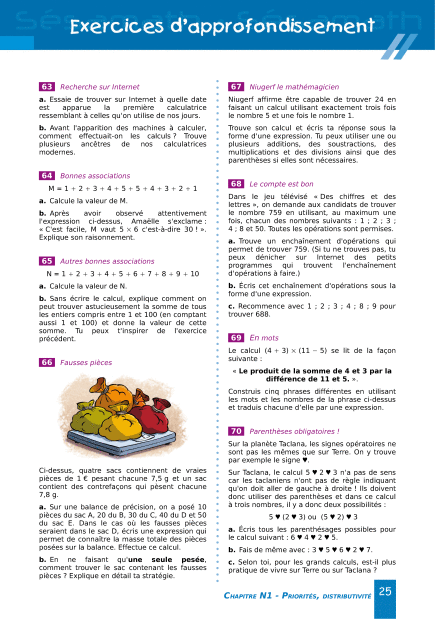 Exercices d'approfondissement
63 Recherche sur Internet
a. Essaie de trouver sur Internet à quelle date
est apparue la première calculatrice
ressemblant à celles qu'on utilise de nos jours.
b. Avant l'apparition des machines à calculer,
comment effectuait-on les calculs ? Trouve
plusieurs ancêtres de nos calculatrices
modernes.
64 Bonnes associations
M = 1 + 2 + 3 + 4 + 5 + 5 + 4 + 3 + 2 + 1
a. Calcule la valeur de M.
b. Après avoir observé attentivement
l'expression ci-dessus, Amaëlle s'exclame :
« C'est facile, M vaut 5 × 6 c'est-à-dire 30 ! ».
Explique son raisonnement.
65 Autres bonnes associations
N = 1 + 2 + 3 + 4 + 5 + 6 + 7 + 8 + 9 + 10
a. Calcule la valeur de N.
b. Sans écrire le calcul, explique comment on
peut trouver astucieusement la somme de tous
les entiers compris entre 1 et 100 (en comptant
aussi 1 et 100) et donne la valeur de cette
somme. Tu peux t'inspirer de l'exercice
précédent.
66 Fausses pièces
Ci-dessus, quatre sacs contiennent de vraies
pièces de 1 € pesant chacune 7,5 g et un sac
contient des contrefaçons qui pèsent chacune
7,8 g.
a. Sur une balance de précision, on a posé 10
pièces du sac A, 20 du B, 30 du C, 40 du D et 50
du sac E. Dans le cas où les fausses pièces
seraient dans le sac D, écris une expression qui
permet de connaître la masse totale des pièces
posées sur la balance. Effectue ce calcul.
b. En ne faisant qu'une seule pesée,
comment trouver le sac contenant les fausses
pièces ? Explique en détail ta stratégie.
67 Niugerf le mathémagicien
Niugerf affirme être capable de trouver 24 en
faisant un calcul utilisant exactement trois fois
le nombre 5 et une fois le nombre 1.
Trouve son calcul et écris ta réponse sous la
forme d'une expression. Tu peux utiliser une ou
plusieurs additions, des soustractions, des
multiplications et des divisions ainsi que des
parenthèses si elles sont nécessaires.
68 Le compte est bon
Dans le jeu télévisé « Des chiffres et des
lettres », on demande aux candidats de trouver
le nombre 759 en utilisant, au maximum une
fois, chacun des nombres suivants : 1 ; 2 ; 3 ;
4 ; 8 et 50. Toutes les opérations sont permises.
a. Trouve un enchaînement d'opérations qui
permet de trouver 759. (Si tu ne trouves pas, tu
peux dénicher sur Internet des petits
programmes qui trouvent l'enchaînement
d'opérations à faire.)
b. Écris cet enchaînement d'opérations sous la
forme d'une expression.
c. Recommence avec 1 ; 2 ; 3 ; 4 ; 8 ; 9 pour
trouver 688.
69 En mots
Le calcul (4 + 3) × (11 − 5) se lit de la façon
suivante :
« Le produit de la somme de 4 et 3 par la
différence de 11 et 5. ».
Construis cinq phrases différentes en utilisant
les mots et les nombres de la phrase ci-dessus
et traduis chacune d'elle par une expression.
70 Parenthèses obligatoires !
Sur la planète Taclana, les signes opératoires ne
sont pas les mêmes que sur Terre. On y trouve
par exemple le signe ♥.
Sur Taclana, le calcul 5 ♥ 2 ♥ 3 n'a pas de sens
car les taclaniens n'ont pas de règle indiquant
qu'on doit aller de gauche à droite ! Ils doivent
donc utiliser des parenthèses et dans ce calcul
à trois nombres, il y a donc deux possibilités :
5 ♥ (2 ♥ 3) ou (5 ♥ 2) ♥ 3
a. Écris tous les parenthésages possibles pour
le calcul suivant : 6 ♥ 4 ♥ 2 ♥ 5.
b. Fais de même avec : 3 ♥ 5 ♥ 6 ♥ 2 ♥ 7.
c. Selon toi, pour les grands calculs, est-il plus
pratique de vivre sur Terre ou sur Taclana ?
CHAPITRE N1 - PRIORITÉS, DISTRIBUTIVITÉ 25